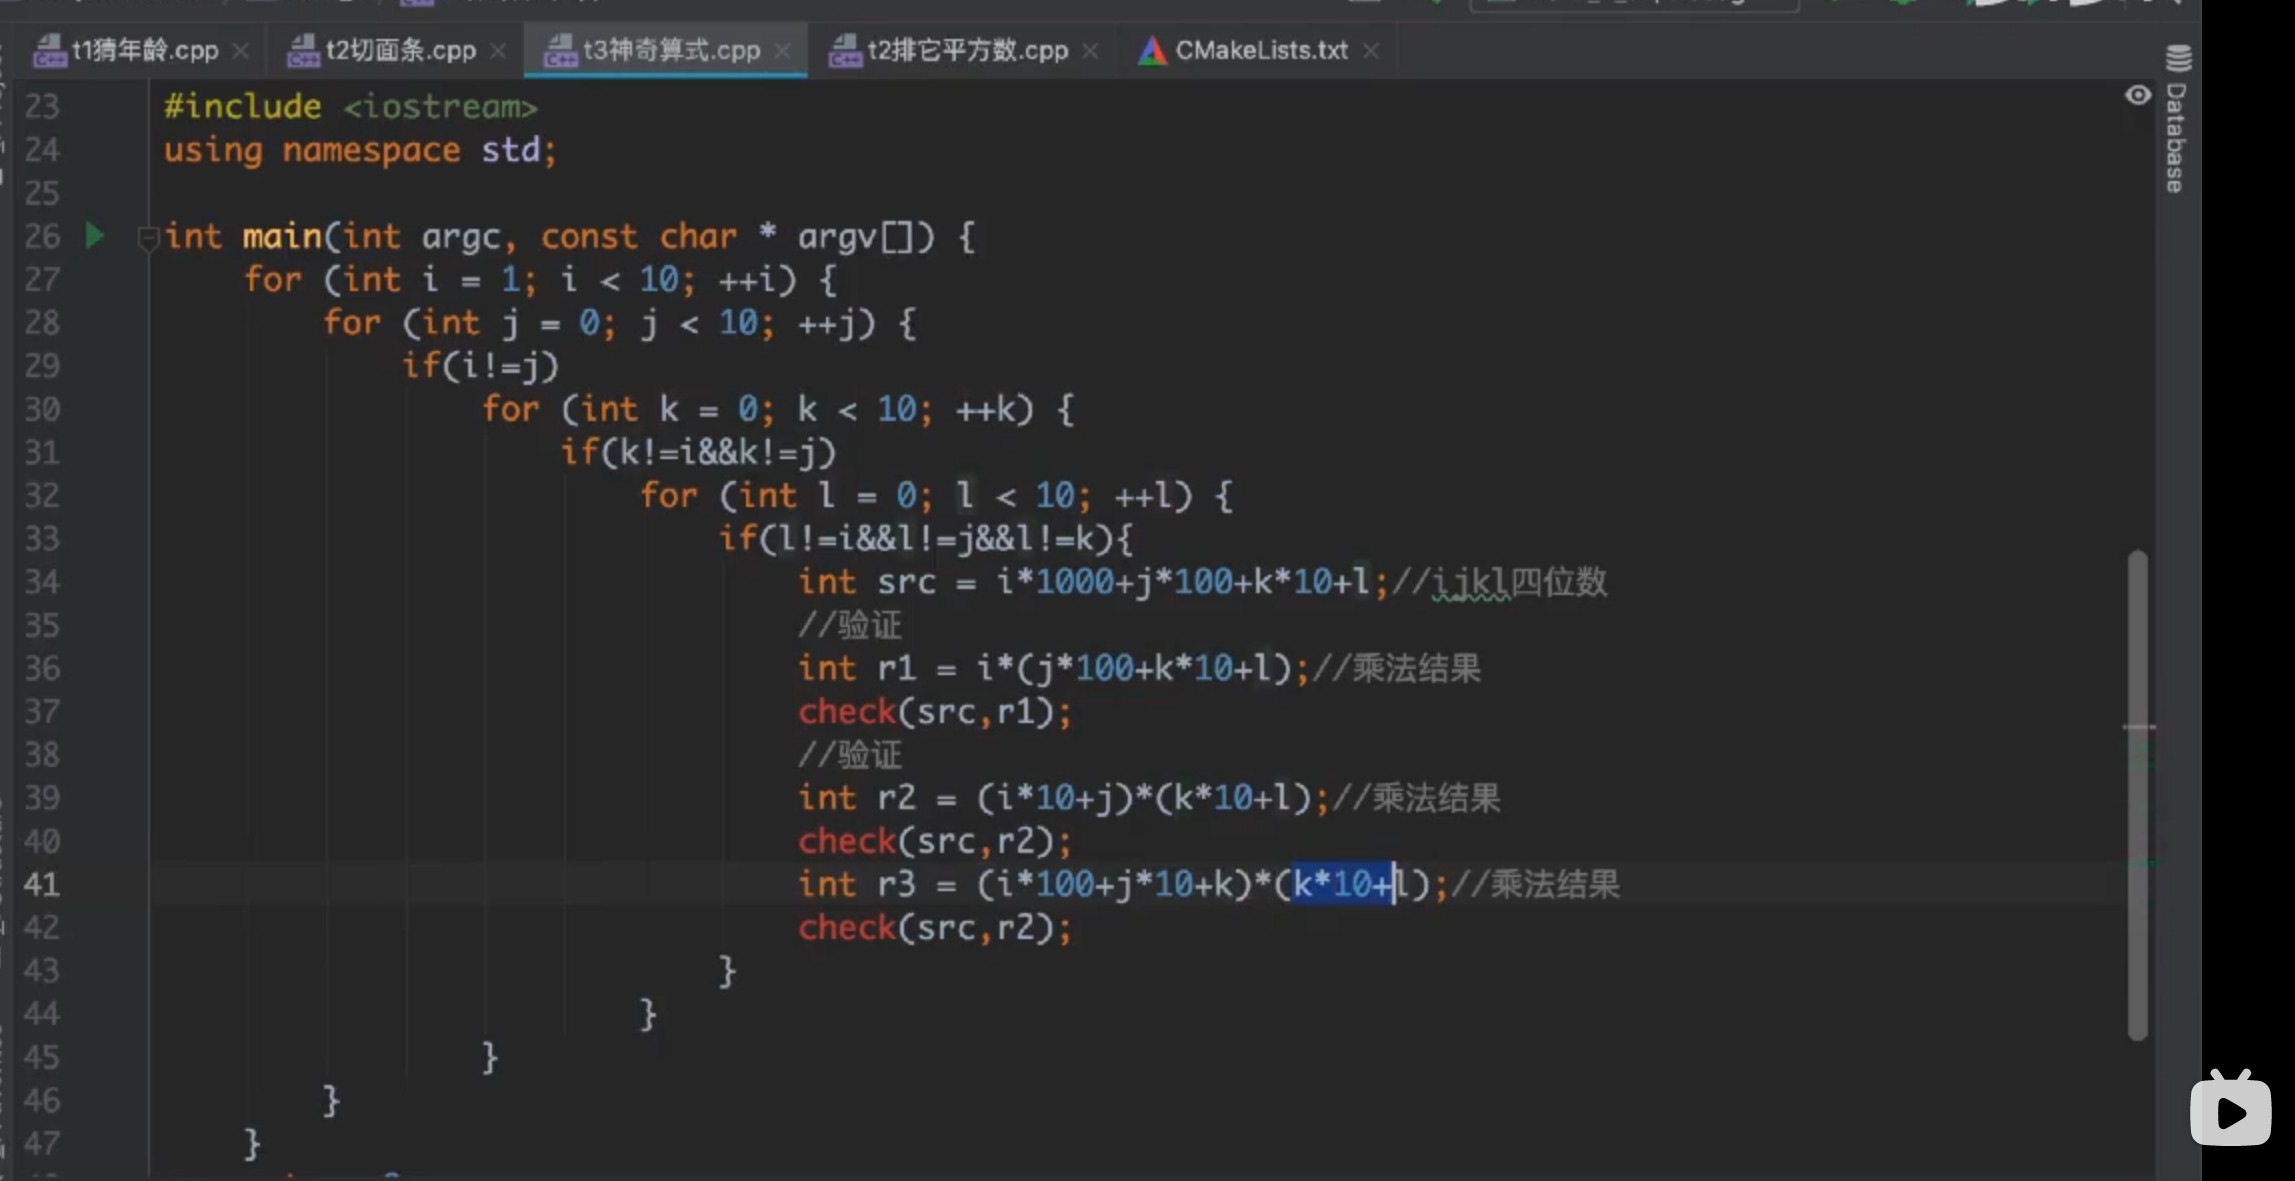 t1猜年龄.cpp
t2切面条.cpp
t3神奇算式.cpp
t2排它平方数.cpp
CMakeLists.txt
Database
23 #include <iostream>
24 using namespace std;
25
26 int main(int argc, const char * argv[]) {
27 for (int i = 1; i < 10; ++i) {
28 for (int j = 0; j < 10; ++j) {
29 if(i!=j)
30 for (int k = 0; k < 10; ++k) {
31 if(k!=i&&k!=j)
32 for (int l = 0; l < 10; ++l) {
33 if(l!=i&&l!=j&&l!=k){
34 int src = i*1000+j*100+k*10+l;//ijkl四位数
35 //验证
36 int r1 = i*(j*100+k*10+l);//乘法结果
37 check(src,r1);
38 //验证
39 int r2 = (i*10+j)*(k*10+l);//乘法结果
40 check(src,r2);
41 int r3 = (i*100+j*10+k)*(k*10+l);//乘法结果
42 check(src,r2);
43 }
44 }
45 }
46 }
47 }